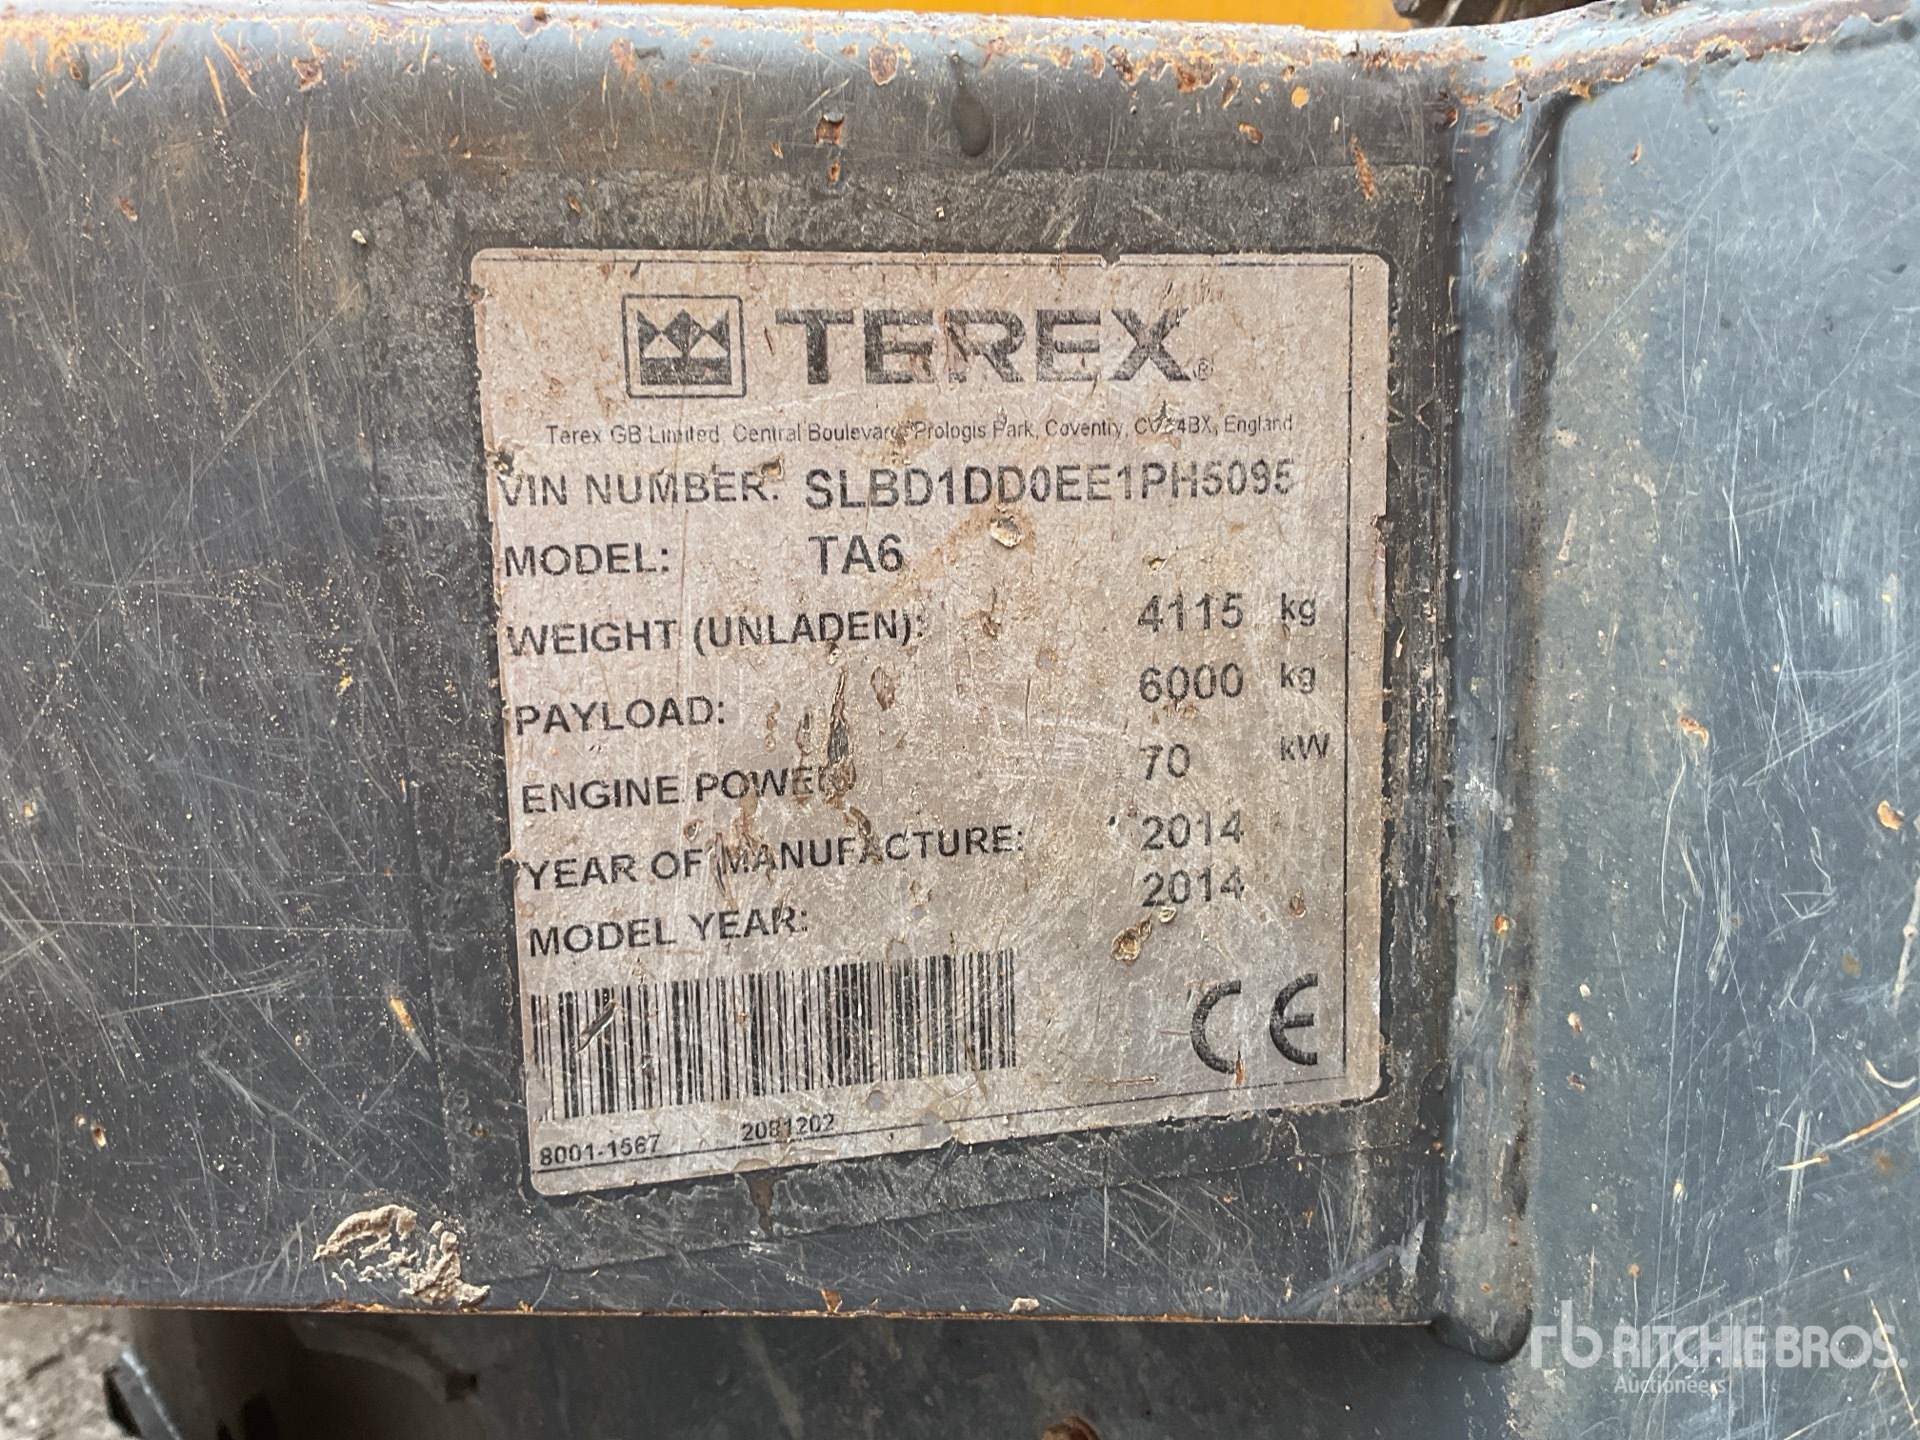 TEREX®
Terex GB Limited, Central Boulevard, Prologis Park, Coventry, England
VIN NUMBER: SLBD1DD0EE1PH5095
MODEL: TA6
WEIGHT (UNLADEN): 4115 kg
PAYLOAD: 6000 kg
ENGINE POWER 70 kW
YEAR OF MANUFACTURE: 2014
MODEL YEAR: 2014
CE
8001-1567 2081202
rb RITCHIE BROS.
Auctioneers